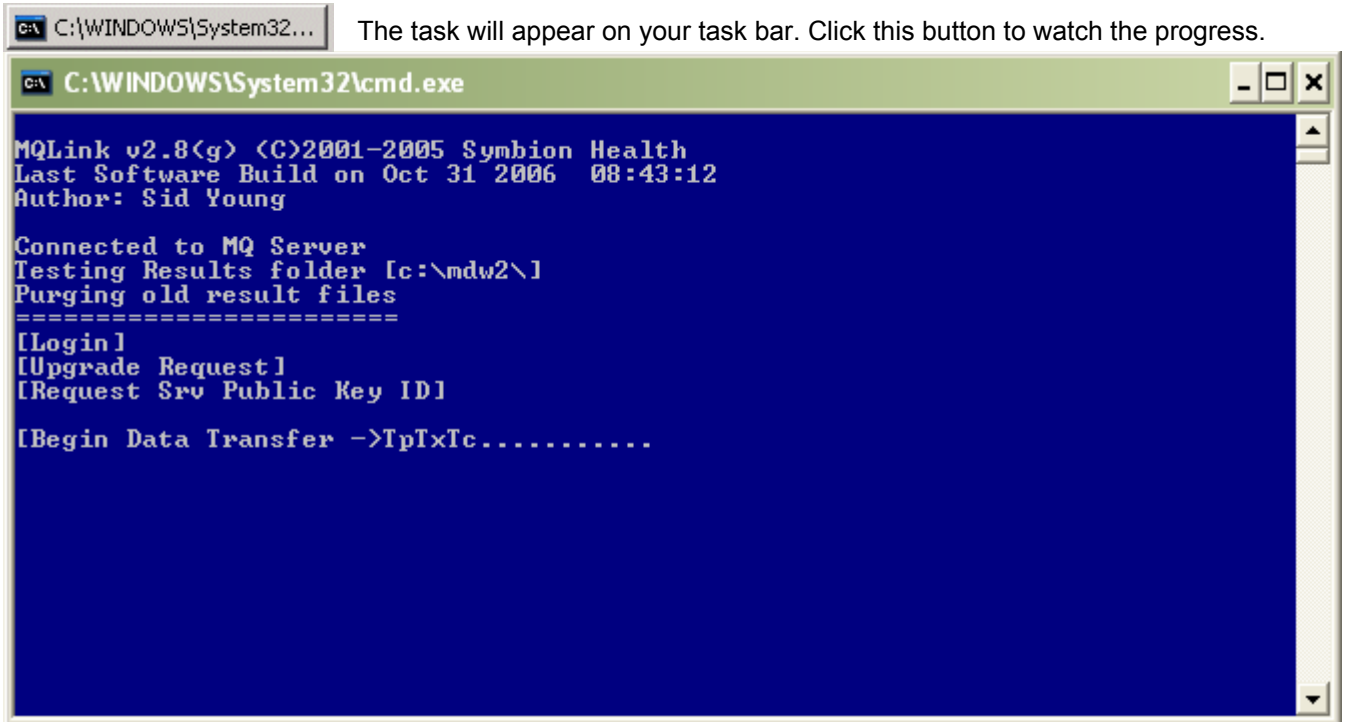 C:\WINDOWS\System32... The task will appear on your task bar. Click this button to watch the progress.
C:\WINDOWS\System32\cmd.exe
MQLink v2.8(g) (C)2001-2005 Symbion Health
Last Software Build on Oct 31 2006  08:43:12
Author: Sid Young
Connected to MQ Server
Testing Results folder [c:\mdw2\]
Purging old result files
========================
[Login]
[Upgrade Request]
[Request Srv Public Key ID]
[Begin Data Transfer ->TpTxTc...........